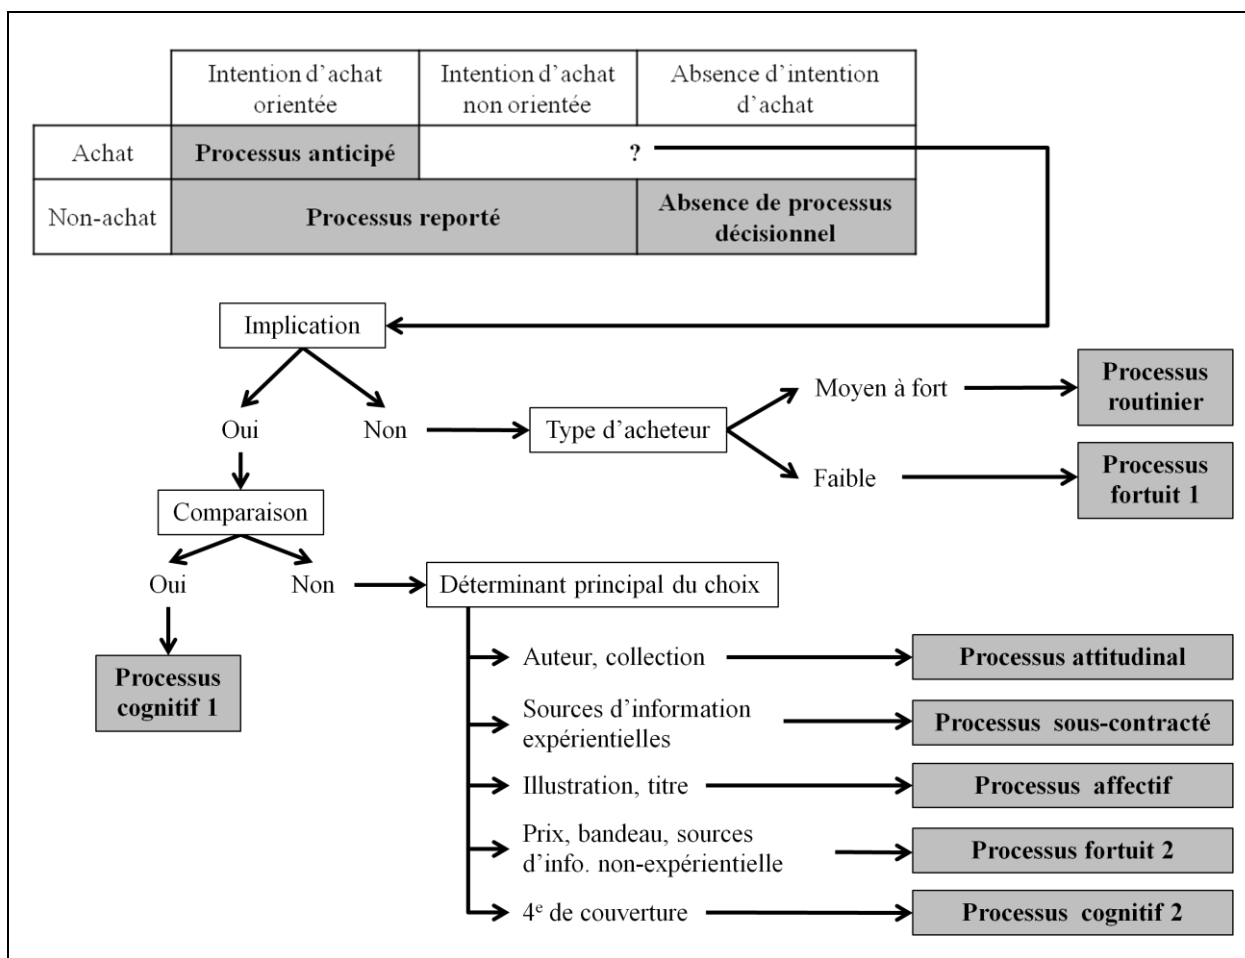 Intention d’achat
orientée
Intention d’achat
non orientée
Absence d’intention
d’achat
Achat
Processus anticipé
?
Non-achat
Processus reporté
Absence de processus
décisionnel
Implication
Oui
Non
Type d’acheteur
Moyen à fort
Processus
routinier
Faible
Processus
fortuit 1
Comparaison
Oui
Non
Déterminant principal du choix
Processus
cognitif 1
Auteur, collection
Processus attitudinal
Sources d’information
expérientielles
Processus sous-contracté
Illustration, titre
Processus affectif
Prix, bandeau, sources
d’info. non-expérientielle
Processus fortuit 2
4e de couverture
Processus cognitif 2